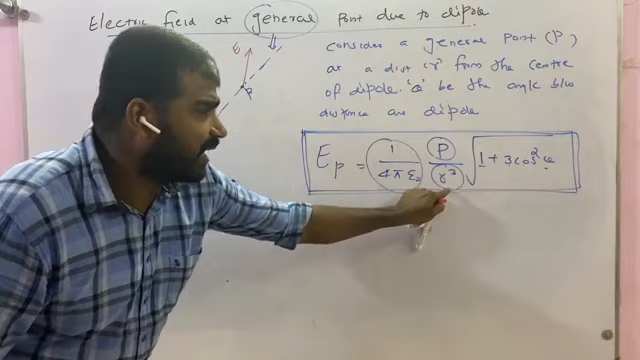 Electric field at general point due to dipole
E
P
consider a general point (P)
at a dist 'r' from the centre
of dipole. 'θ' be the angle b/w
distance are dipole
E_P = 1/4πε₀ P/r³ √1 + 3cos²θ